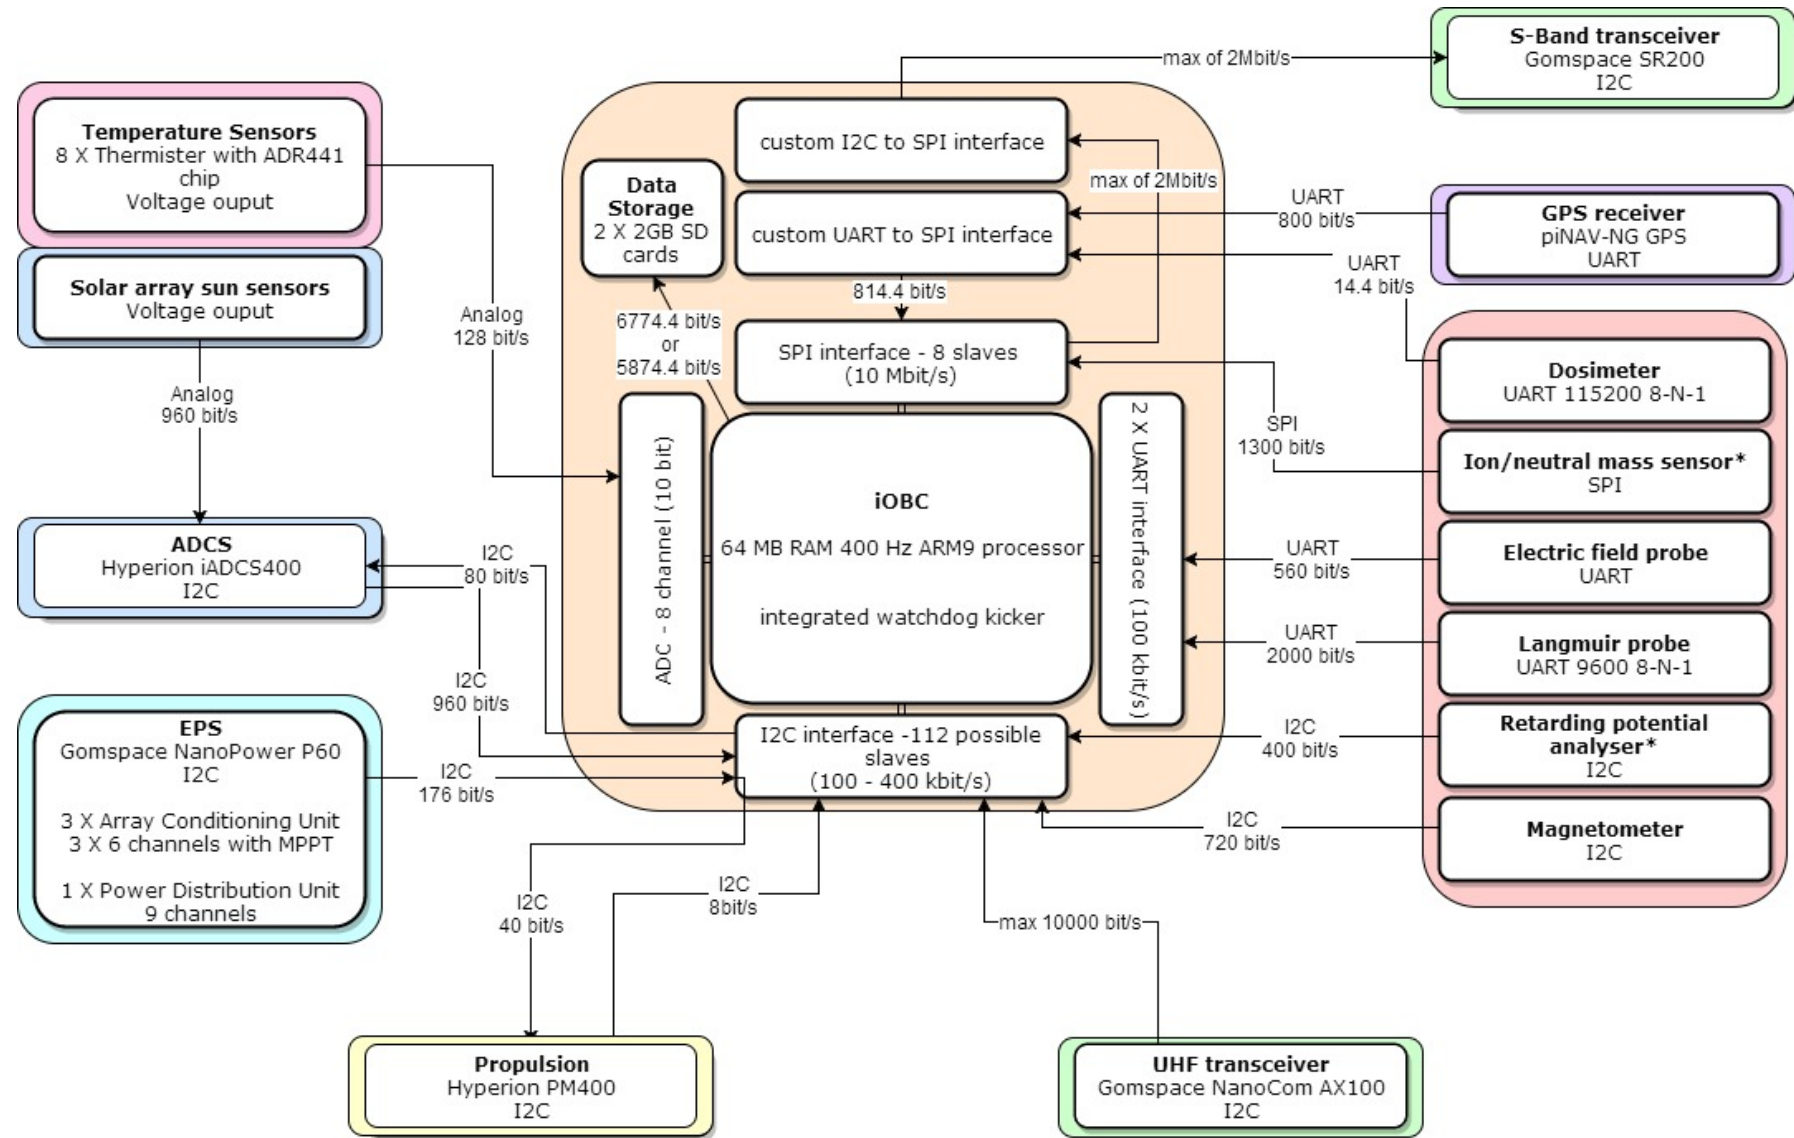 S-Band transceiver
Gomspace SR200
I2C
max of 2Mbit/s
Temperature Sensors
8 X Thermister with ADR441
chip
Voltage ouput
Solar array sun sensors
Voltage ouput
custom I2C to SPI interface
max of 2Mbit/s
Data
Storage
2 X 2GB SD
cards
custom UART to SPI interface
UART
800 bit/s
GPS receiver
piNAV-NG GPS
UART
UART
14.4 bit/s
814.4 bit/s
6774.4 bit/s
or
5874.4 bit/s
Analog
128 bit/s
SPI interface - 8 slaves
(10 Mbit/s)
Analog
960 bit/s
Dosimeter
UART 115200 8-N-1
SPI
1300 bit/s
Ion/neutral mass sensor*
SPI
ADC - 8 channel (10 bit)
iOBC
64 MB RAM 400 Hz ARM9 processor
integrated watchdog kicker
2 X UART interface (100 kbit/s)
UART
560 bit/s
Electric field probe
UART
ADCS
Hyperion iADCS400
I2C
I2C
80 bit/s
UART
2000 bit/s
Langmuir probe
UART 9600 8-N-1
I2C
960 bit/s
I2C interface -112 possible
slaves
(100 - 400 kbit/s)
I2C
400 bit/s
Retarding potential
analyser*
I2C
EPS
Gomspace NanoPower P60
I2C
3 X Array Conditioning Unit
3 X 6 channels with MPPT
1 X Power Distribution Unit
9 channels
I2C
176 bit/s
I2C
720 bit/s
Magnetometer
I2C
I2C
40 bit/s
I2C
8bit/s
max 10000 bit/s
Propulsion
Hyperion PM400
I2C
UHF transceiver
Gomspace NanoCom AX100
I2C